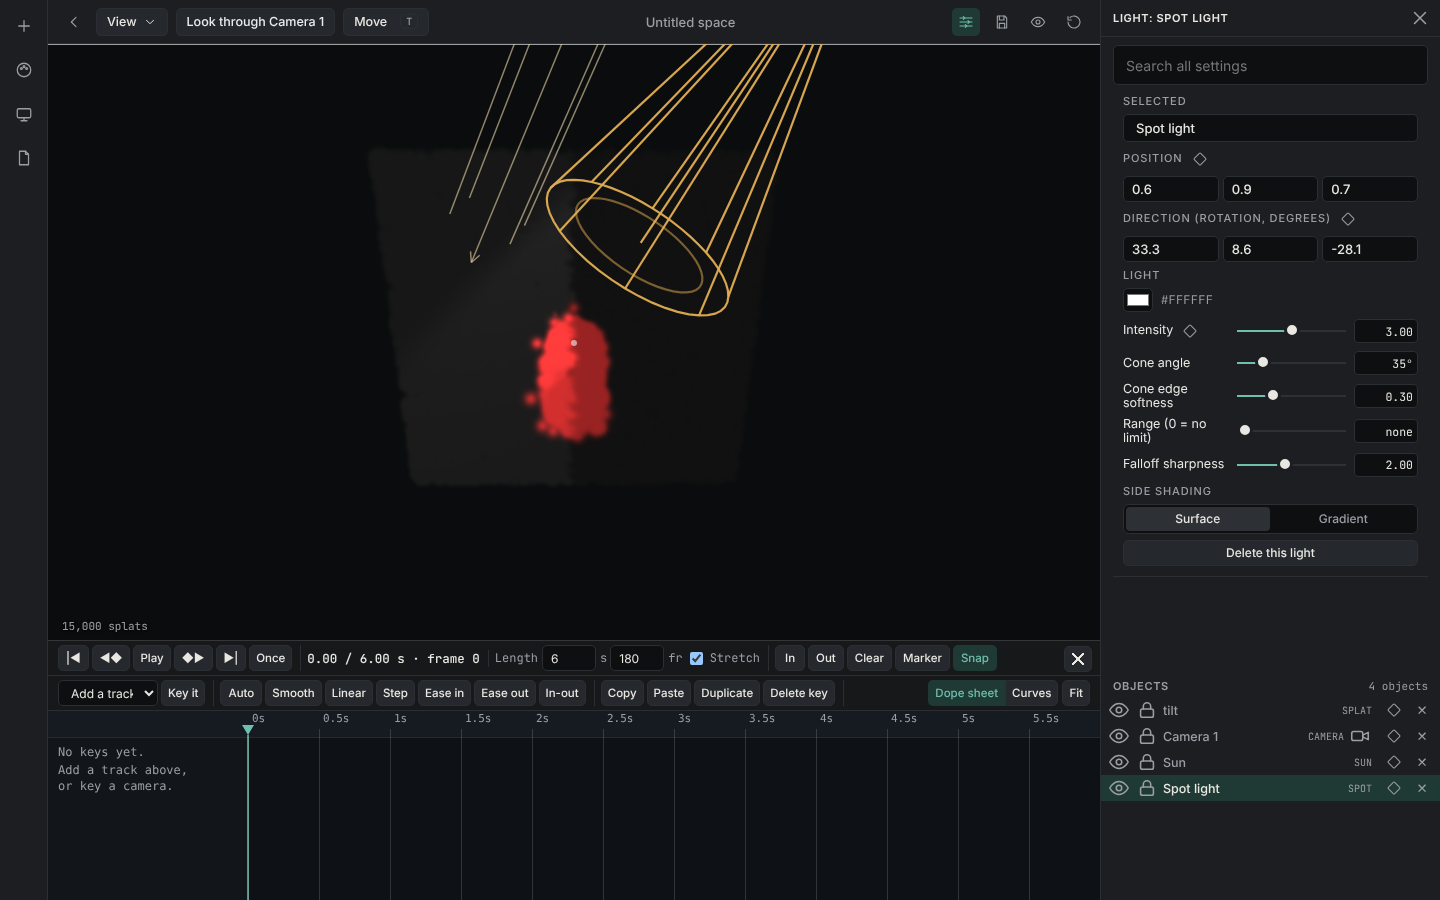 View
Look through Camera 1
Move T
Untitled space
LIGHT: SPOT LIGHT
Search all settings
SELECTED
Spot light
POSITION
0.6 0.9 0.7
DIRECTION (ROTATION, DEGREES)
33.3 8.6 -28.1
LIGHT
#FFFFFF
Intensity 3.00
Cone angle 35°
Cone edge
softness 0.30
Range (0 = no
limit) none
Falloff sharpness 2.00
SIDE SHADING
Surface Gradient
Delete this light
15,000 splats
Play Once 0.00 / 6.00 s · frame 0 Length 6 s 180 fr Stretch In Out Clear Marker Snap
Add a track Key it Auto Smooth Linear Step Ease in Ease out In-out Copy Paste Duplicate Delete key Dope sheet Curves Fit
0s 0.5s 1s 1.5s 2s 2.5s 3s 3.5s 4s 4.5s 5s 5.5s
No keys yet.
Add a track above,
or key a camera.
OBJECTS 4 objects
tilt SPLAT
Camera 1 CAMERA
Sun SUN
Spot light SPOT